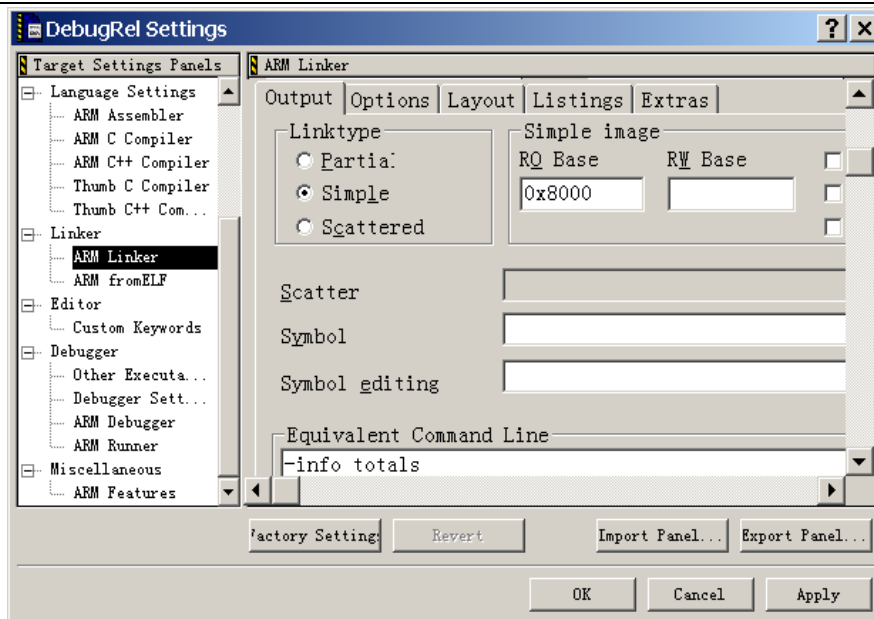 DebugRel Settings
Target Settings Panels
Language Settings
ARM Assembler
ARM C Compiler
ARM C++ Compiler
Thumb C Compiler
Thumb C++ Com...
Linker
ARM Linker
ARM fromELF
Editor
Custom Keywords
Debugger
Other Executa...
Debugger Sett...
ARM Debugger
ARM Runner
Miscellaneous
ARM Features
ARM Linker
Output Options Layout Listings Extras
Linktype
Partial
Simple
Scattered
Simple image
RO Base RW Base
0x8000
Scatter
Symbol
Symbol editing
Equivalent Command Line
-info totals
Factory Settings Revert Import Panel... Export Panel...
OK Cancel Apply